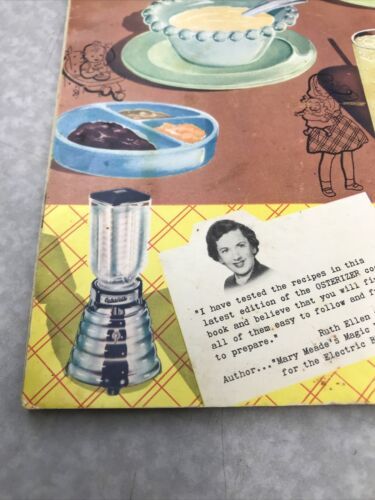 "I have tested the recipes in this
latest edition of the OSTERIZER
book and believe that you will
all of them easy to follow and
to prepare."
Ruth Ellen
Author..."Mary Meade's Magic
for the Electric
Osterizer